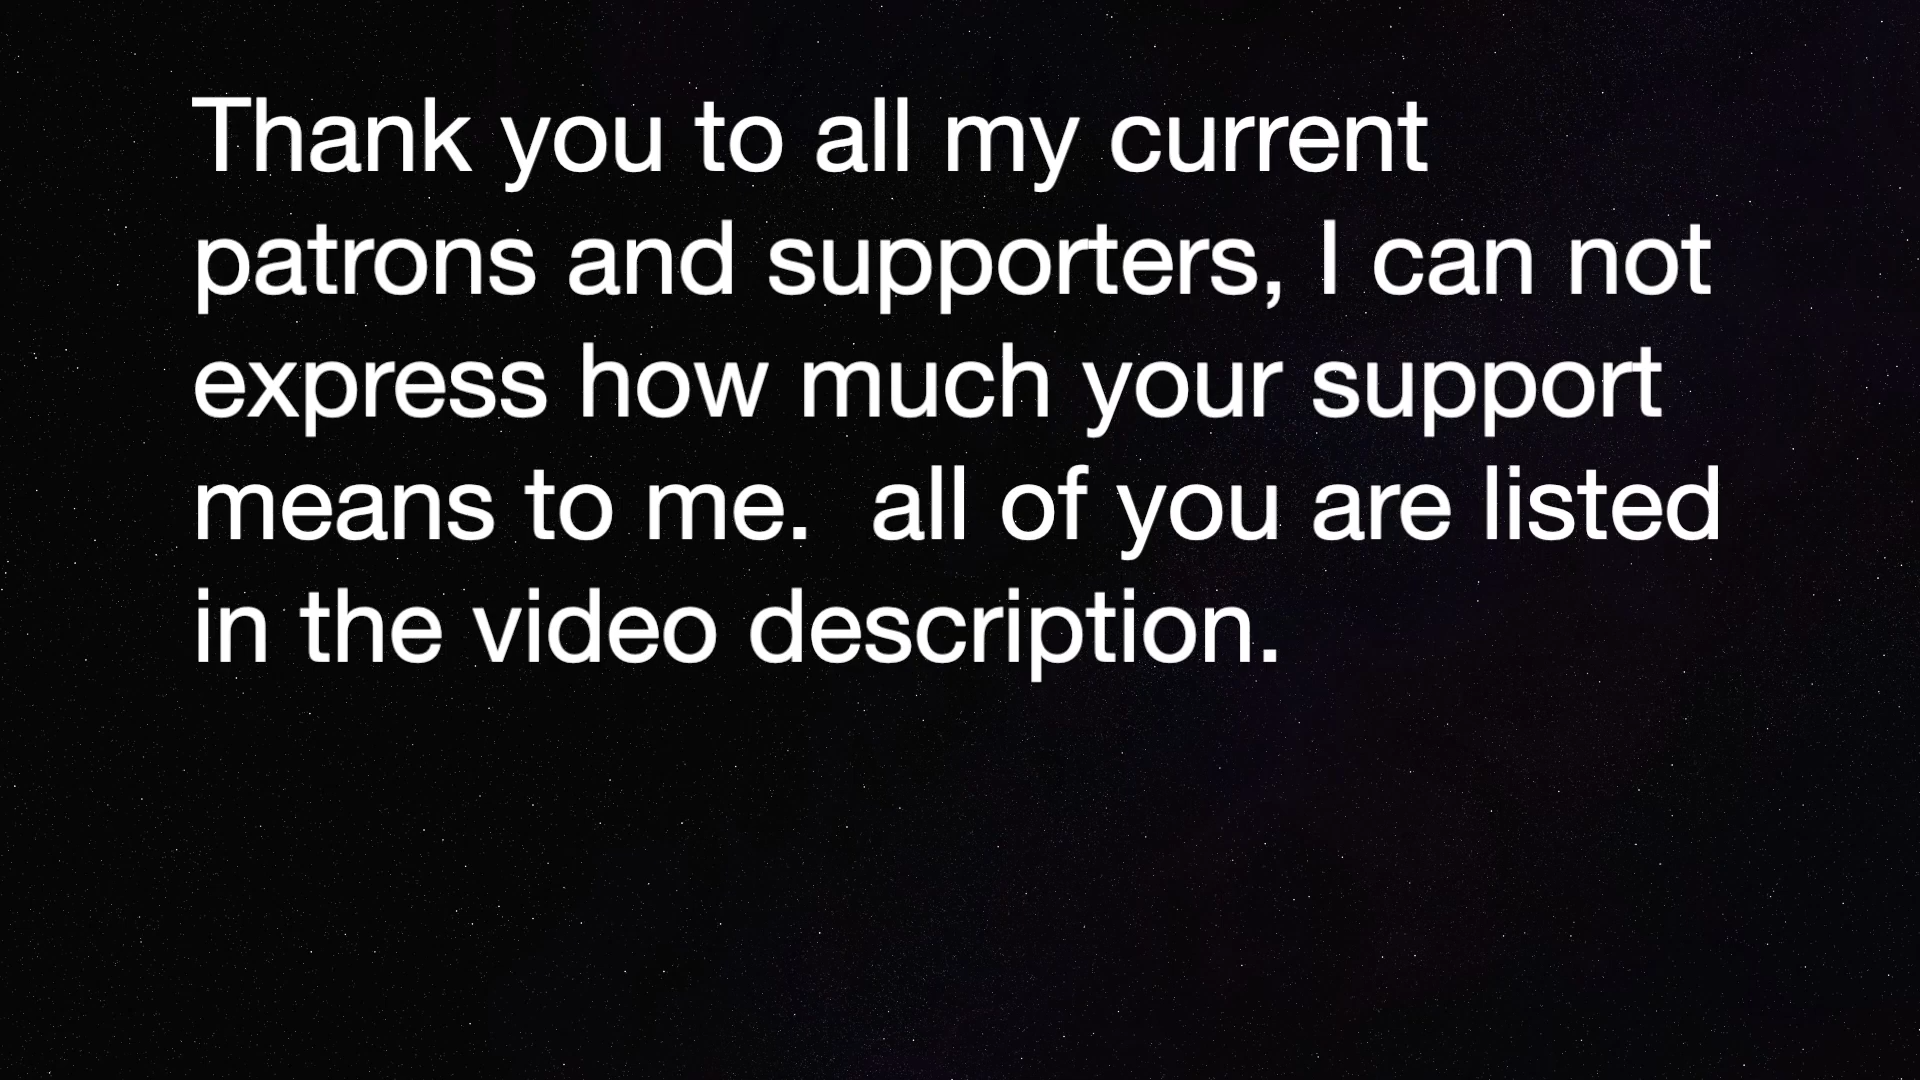 Thank you to all my current
patrons and supporters, I can not
express how much your support
means to me.  all of you are listed
in the video description.